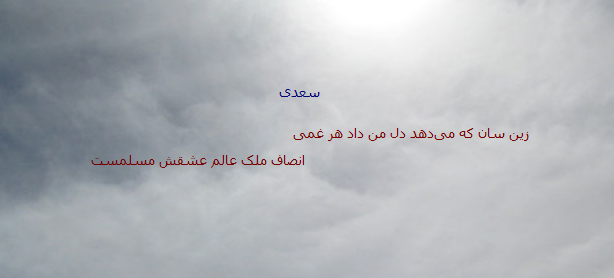 سعدی
زین سان که می‌دهد دل من داد هر غمی
انصاف ملک عالم عشقش مسلمست